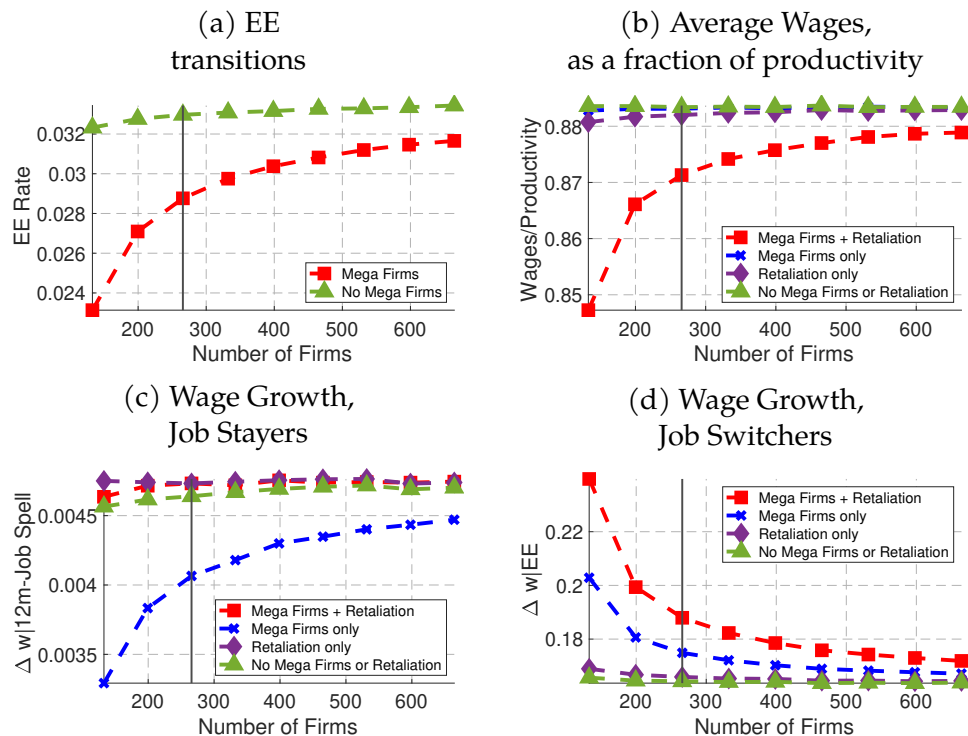 (a) EE
transitions
EE Rate
0.032
0.03
0.028
0.026
0.024
Mega Firms
No Mega Firms
200 300 400 500 600
Number of Firms
(b) Average Wages,
as a fraction of productivity
Wages/Productivity
0.88
0.87
0.86
0.85
Mega Firms + Retaliation
Mega Firms only
Retaliation only
No Mega Firms or Retaliation
200 300 400 500 600
Number of Firms
(c) Wage Growth,
Job Stayers
Δ w|12m-Job Spell
0.0045
0.004
0.0035
Mega Firms + Retaliation
Mega Firms only
Retaliation only
No Mega Firms or Retaliation
200 300 400 500 600
Number of Firms
(d) Wage Growth,
Job Switchers
Δ w|EE
0.22
0.2
0.18
Mega Firms + Retaliation
Mega Firms only
Retaliation only
No Mega Firms or Retaliation
200 300 400 500 600
Number of Firms